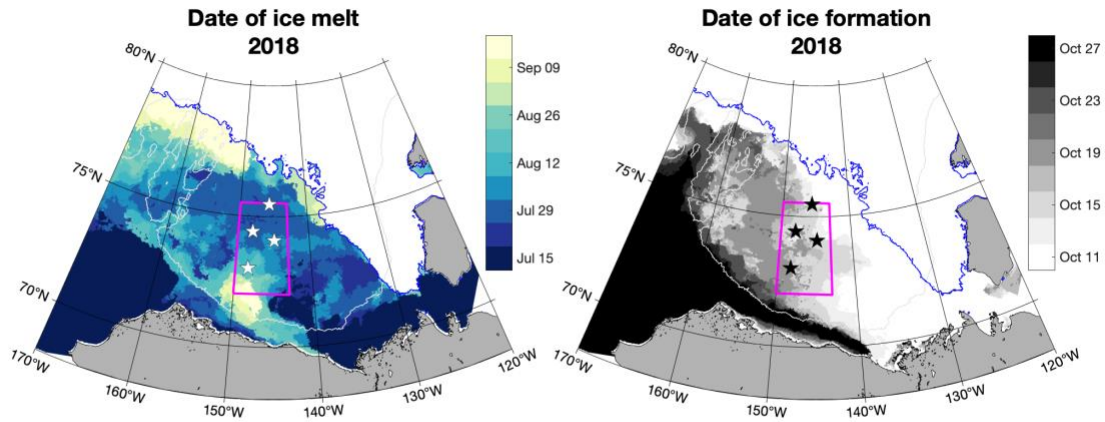 Date of ice melt
2018
80°N
75°N
70°N
170°W
160°W
150°W
140°W
130°W
120°W
Sep 09
Aug 26
Aug 12
Jul 29
Jul 15
Date of ice formation
2018
80°N
75°N
70°N
170°W
160°W
150°W
140°W
130°W
120°W
Oct 27
Oct 23
Oct 19
Oct 15
Oct 11